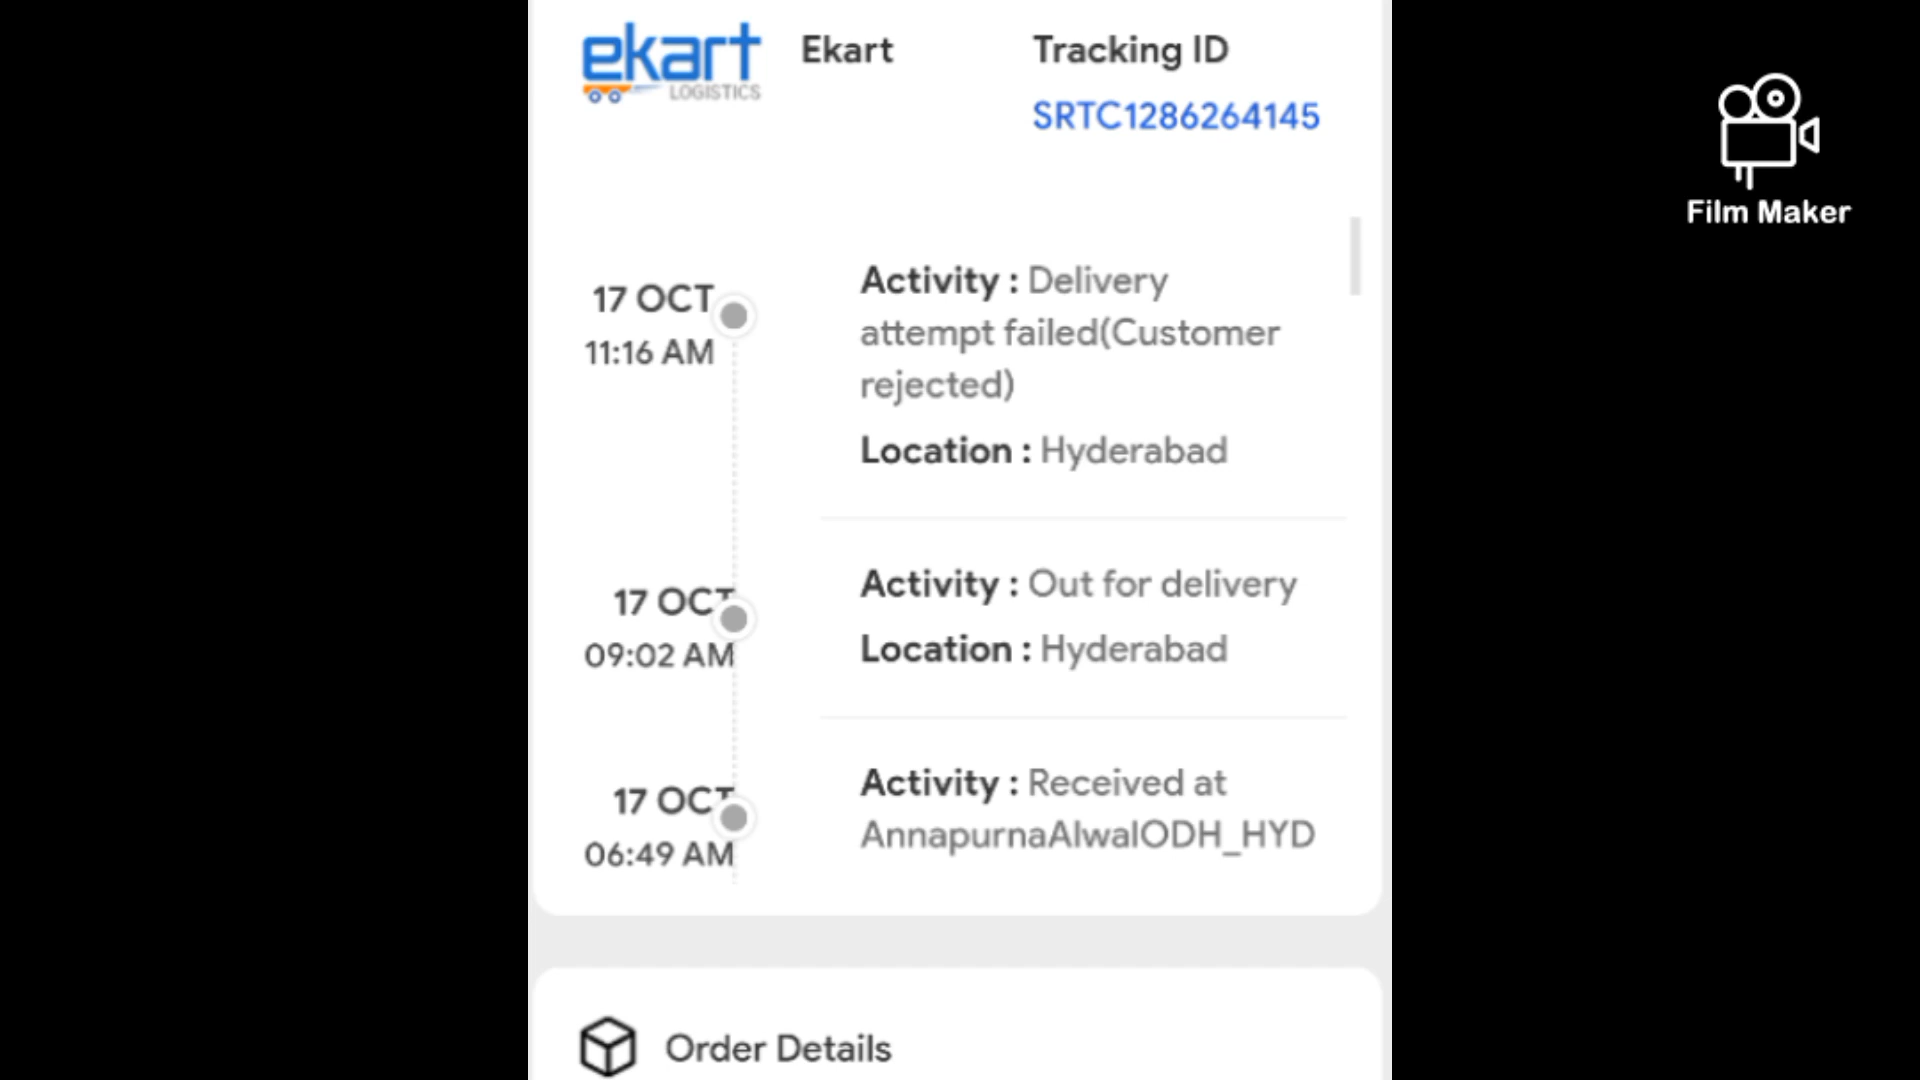 ekart
LOGISTICS
Ekart
Tracking ID
SRTC1286264145
Film Maker
17 OCT
11:16 AM
Activity : Delivery
attempt failed(Customer
rejected)
Location : Hyderabad
17 OCT
09:02 AM
Activity : Out for delivery
Location : Hyderabad
17 OCT
06:49 AM
Activity : Received at
AnnapurnaAlwalODH_HYD
Order Details